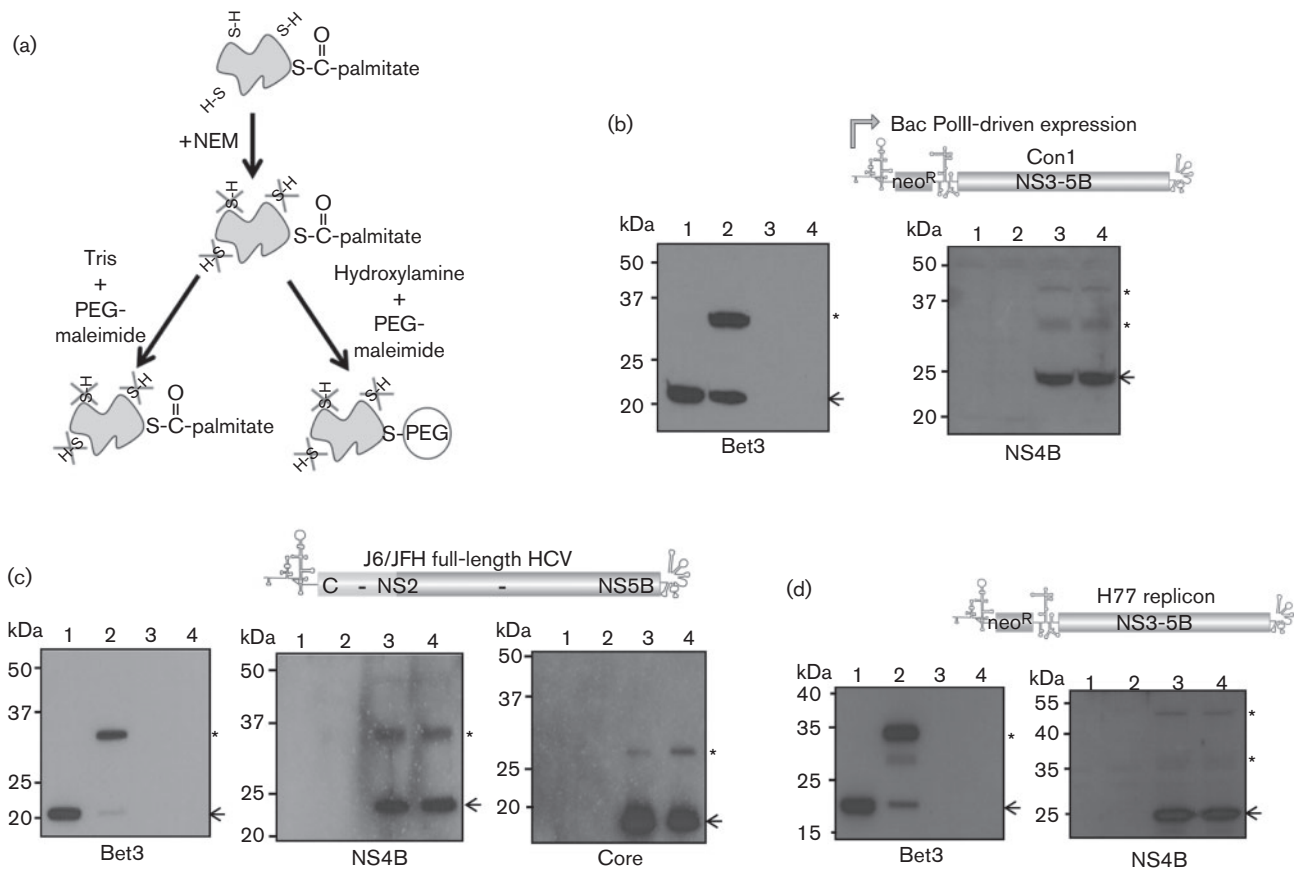 (a)
S-H
S-H
O
S-C-palmitate
H-S
+NEM
S-H
S-H
O
S-C-palmitate
H-S
Tris
+
PEG-
maleimide
Hydroxylamine
+
PEG-
maleimide
S-H
S-H
O
S-C-palmitate
H-S
S-H
S-H
S-PEG
H-S
(b)
Bac PolII-driven expression
Con1
neoR NS3-5B
kDa 1 2 3 4
50
37
*
25
20
Bet3
kDa 1 2 3 4
50
37
*
*
25
20
NS4B
(c)
J6/JFH full-length HCV
C - NS2 - NS5B
kDa 1 2 3 4
50
37
*
25
20
Bet3
kDa 1 2 3 4
50
37
*
25
20
NS4B
kDa 1 2 3 4
50
37
*
25
20
Core
(d)
H77 replicon
neoR NS3-5B
kDa 1 2 3 4
40
35
*
25
15
Bet3
kDa 1 2 3 4
55
*
40
35
*
25
NS4B